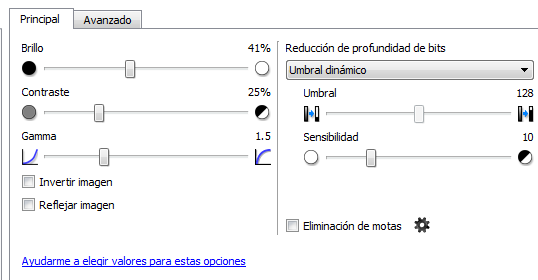 Principal
Avanzado
Brillo 41%
Contraste 25%
Gamma 1.5
Invertir imagen
Reflejar imagen
Ayudarme a elegir valores para estas opciones
Reducción de profundidad de bits
Umbral dinámico
Umbral 128
Sensibilidad 10
Eliminación de motas